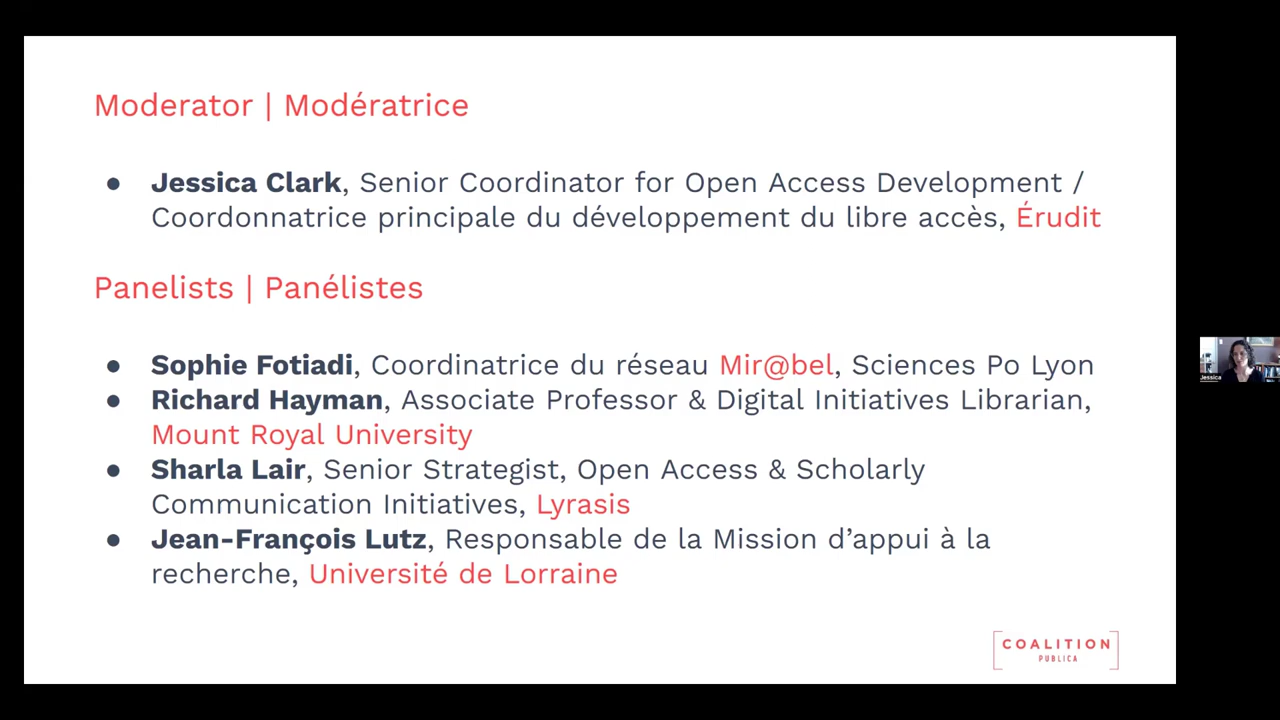 Moderator | Modératrice
● Jessica Clark, Senior Coordinator for Open Access Development /
Coordonnatrice principale du développement du libre accès, Érudit
Panelists | Panélistes
● Sophie Fotiadi, Coordinatrice du réseau Mir@bel, Sciences Po Lyon
● Richard Hayman, Associate Professor & Digital Initiatives Librarian,
Mount Royal University
● Sharla Lair, Senior Strategist, Open Access & Scholarly
Communication Initiatives, Lyrasis
● Jean-François Lutz, Responsable de la Mission d’appui à la
recherche, Université de Lorraine
COALITION
PUBLICA
Jessica